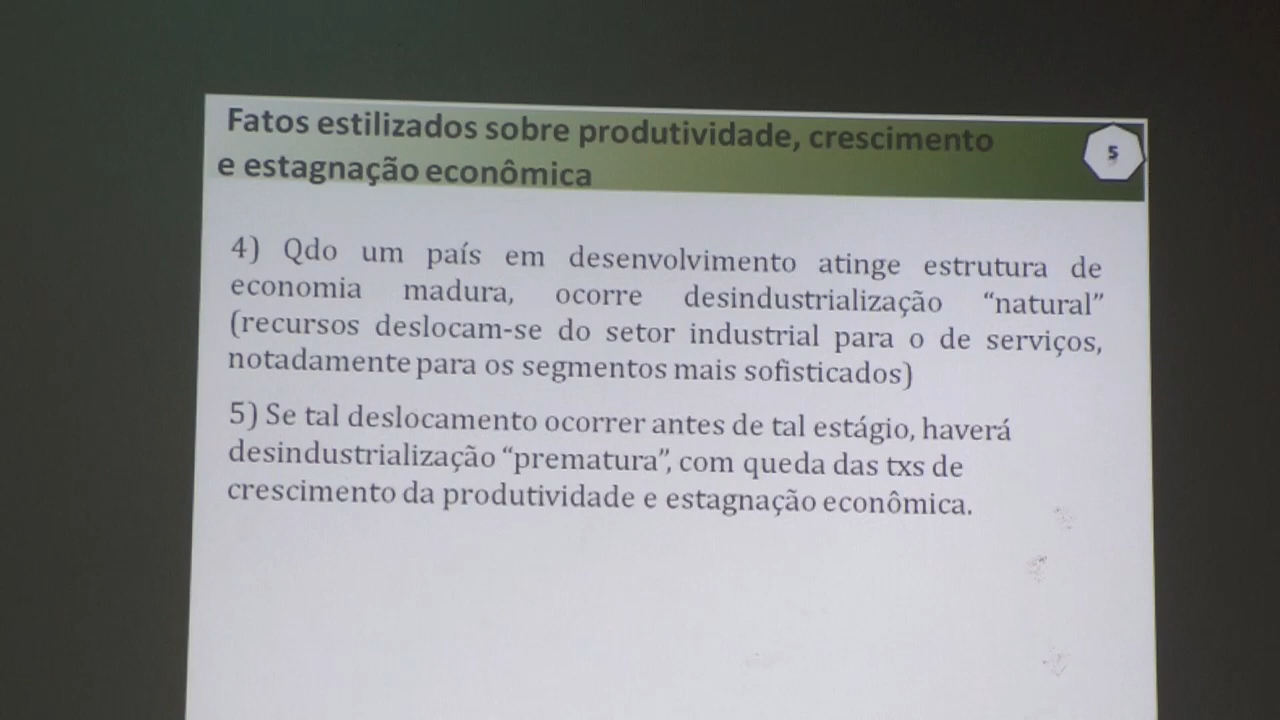 Fatos estilizados sobre produtividade, crescimento
e estagnação econômica
5
4) Qdo um país em desenvolvimento atinge estrutura de
economia madura, ocorre desindustrialização “natural”
(recursos deslocam-se do setor industrial para o de serviços,
notadamente para os segmentos mais sofisticados)
5) Se tal deslocamento ocorrer antes de tal estágio, haverá
desindustrialização “prematura”, com queda das txs de
crescimento da produtividade e estagnação econômica.